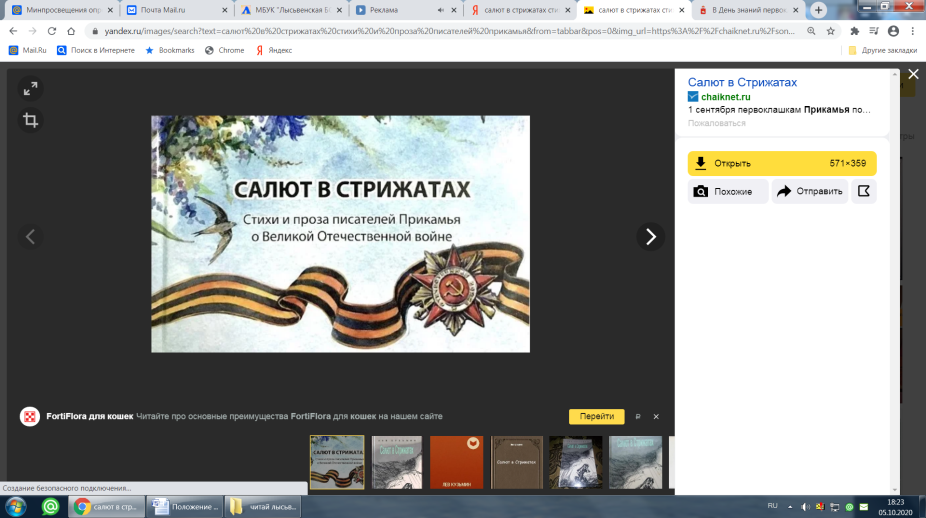 Минпросвещения опр
Почта Mail.ru
МБУК "Лысьвенская Б
Реклама
салют в стрижатах сти
салют в стрижатах сти
В День знаний первок
yandex.ru/images/search?text=салют%20в%20стрижатах%20стихи%20и%20проза%20писателей%20прикамья&from=tabbar&pos=0&img_url=https%3A%2F%2Fchaiknet.ru%2Fson...
Mail.Ru
Поиск в Интернете
Bookmarks
Chrome
Яндекс
Другие закладки
САЛЮТ В СТРИЖАТАХ
Стихи и проза писателей Прикамья
о Великой Отечественной войне
Салют в Стрижатах
chaiknet.ru
1 сентября первоклашкам Прикамья по...
Пожаловаться
Открыть 571×359
Похожие
Отправить
FortiFlora для кошек Читайте про основные преимущества FortiFlora для кошек на нашем сайте
Перейти
САЛЮТ В СТРИЖАТАХ
ЛЕВ КУЗЬМИН
Салют в Стрижатах
Создание безопасного подключения...
салют в стр...
Положение ...
читай лысьв...
RU
18:23
05.10.2020